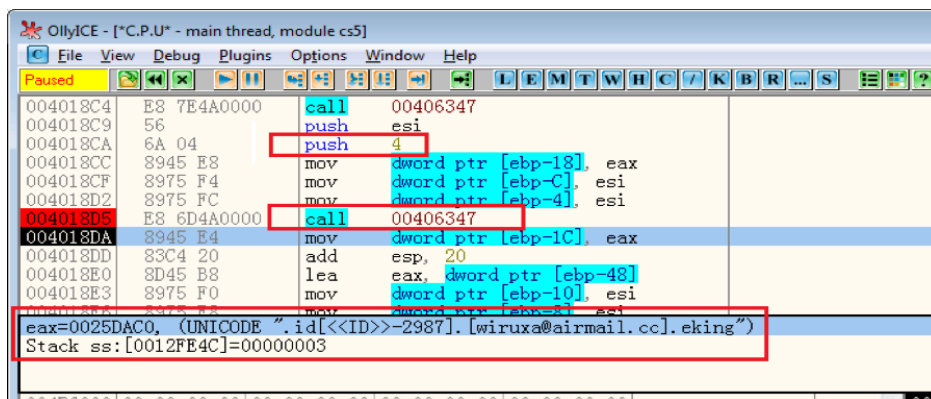 OllyICE - [*C.P.U* - main thread, module cs5]
C File View Debug Plugins Options Window Help
Paused L E M T W H C / K B R ... S ?
004018C4 E8 7E4A0000 call 00406347
004018C9 56 push esi
004018CA 6A 04 push 4
004018CC 8945 E8 mov dword ptr [ebp-18], eax
004018CF 8975 F4 mov dword ptr [ebp-C], esi
004018D2 8975 FC mov dword ptr [ebp-4], esi
004018D5 E8 6D4A0000 call 00406347
004018DA 8945 E4 mov dword ptr [ebp-1C], eax
004018DD 83C4 20 add esp, 20
004018E0 8D45 B8 lea eax, dword ptr [ebp-48]
004018E3 8975 F0 mov dword ptr [ebp-10], esi
eax=0025DAC0, (UNICODE ".id[<<ID>>-2987].[wiruxa@airmail.cc].eking")
Stack ss:[0012FE4C]=00000003